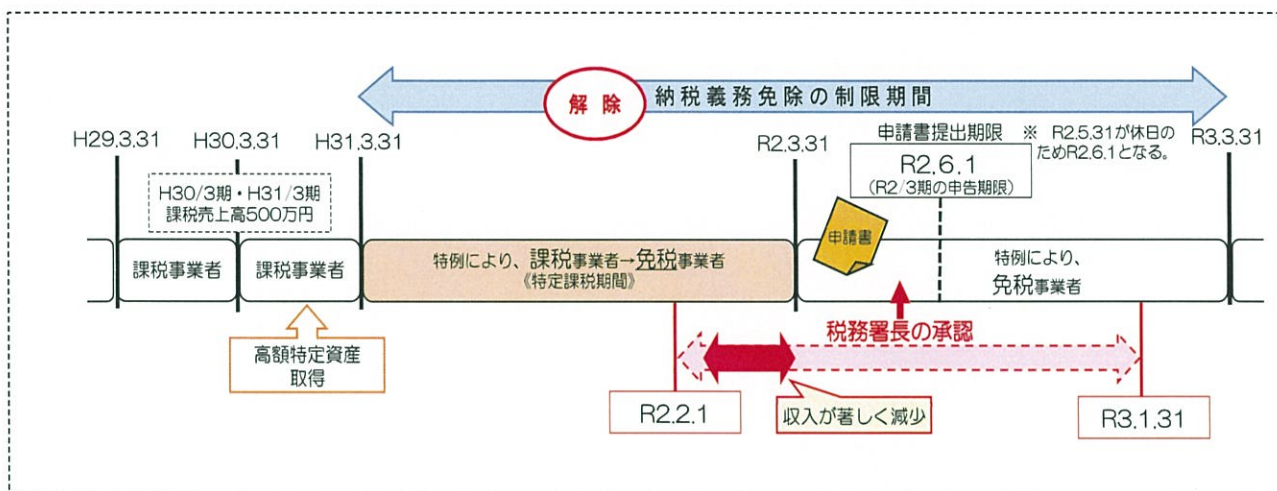 解除
納税義務免除の制限期間
H29.3.31
H30.3.31
H31.3.31
R2.3.31
R3.3.31
申請書提出期限
R2.6.1
(R2/3期の申告期限)
※ R2.5.31が休日の
ためR2.6.1となる。
H30/3期・H31/3期
課税売上高500万円
課税事業者
課税事業者
特例により、課税事業者→免税事業者
《特定課税期間》
申請書
特例により、
免税事業者
高額特定資産
取得
税務署長の承認
R2.2.1
収入が著しく減少
R3.1.31